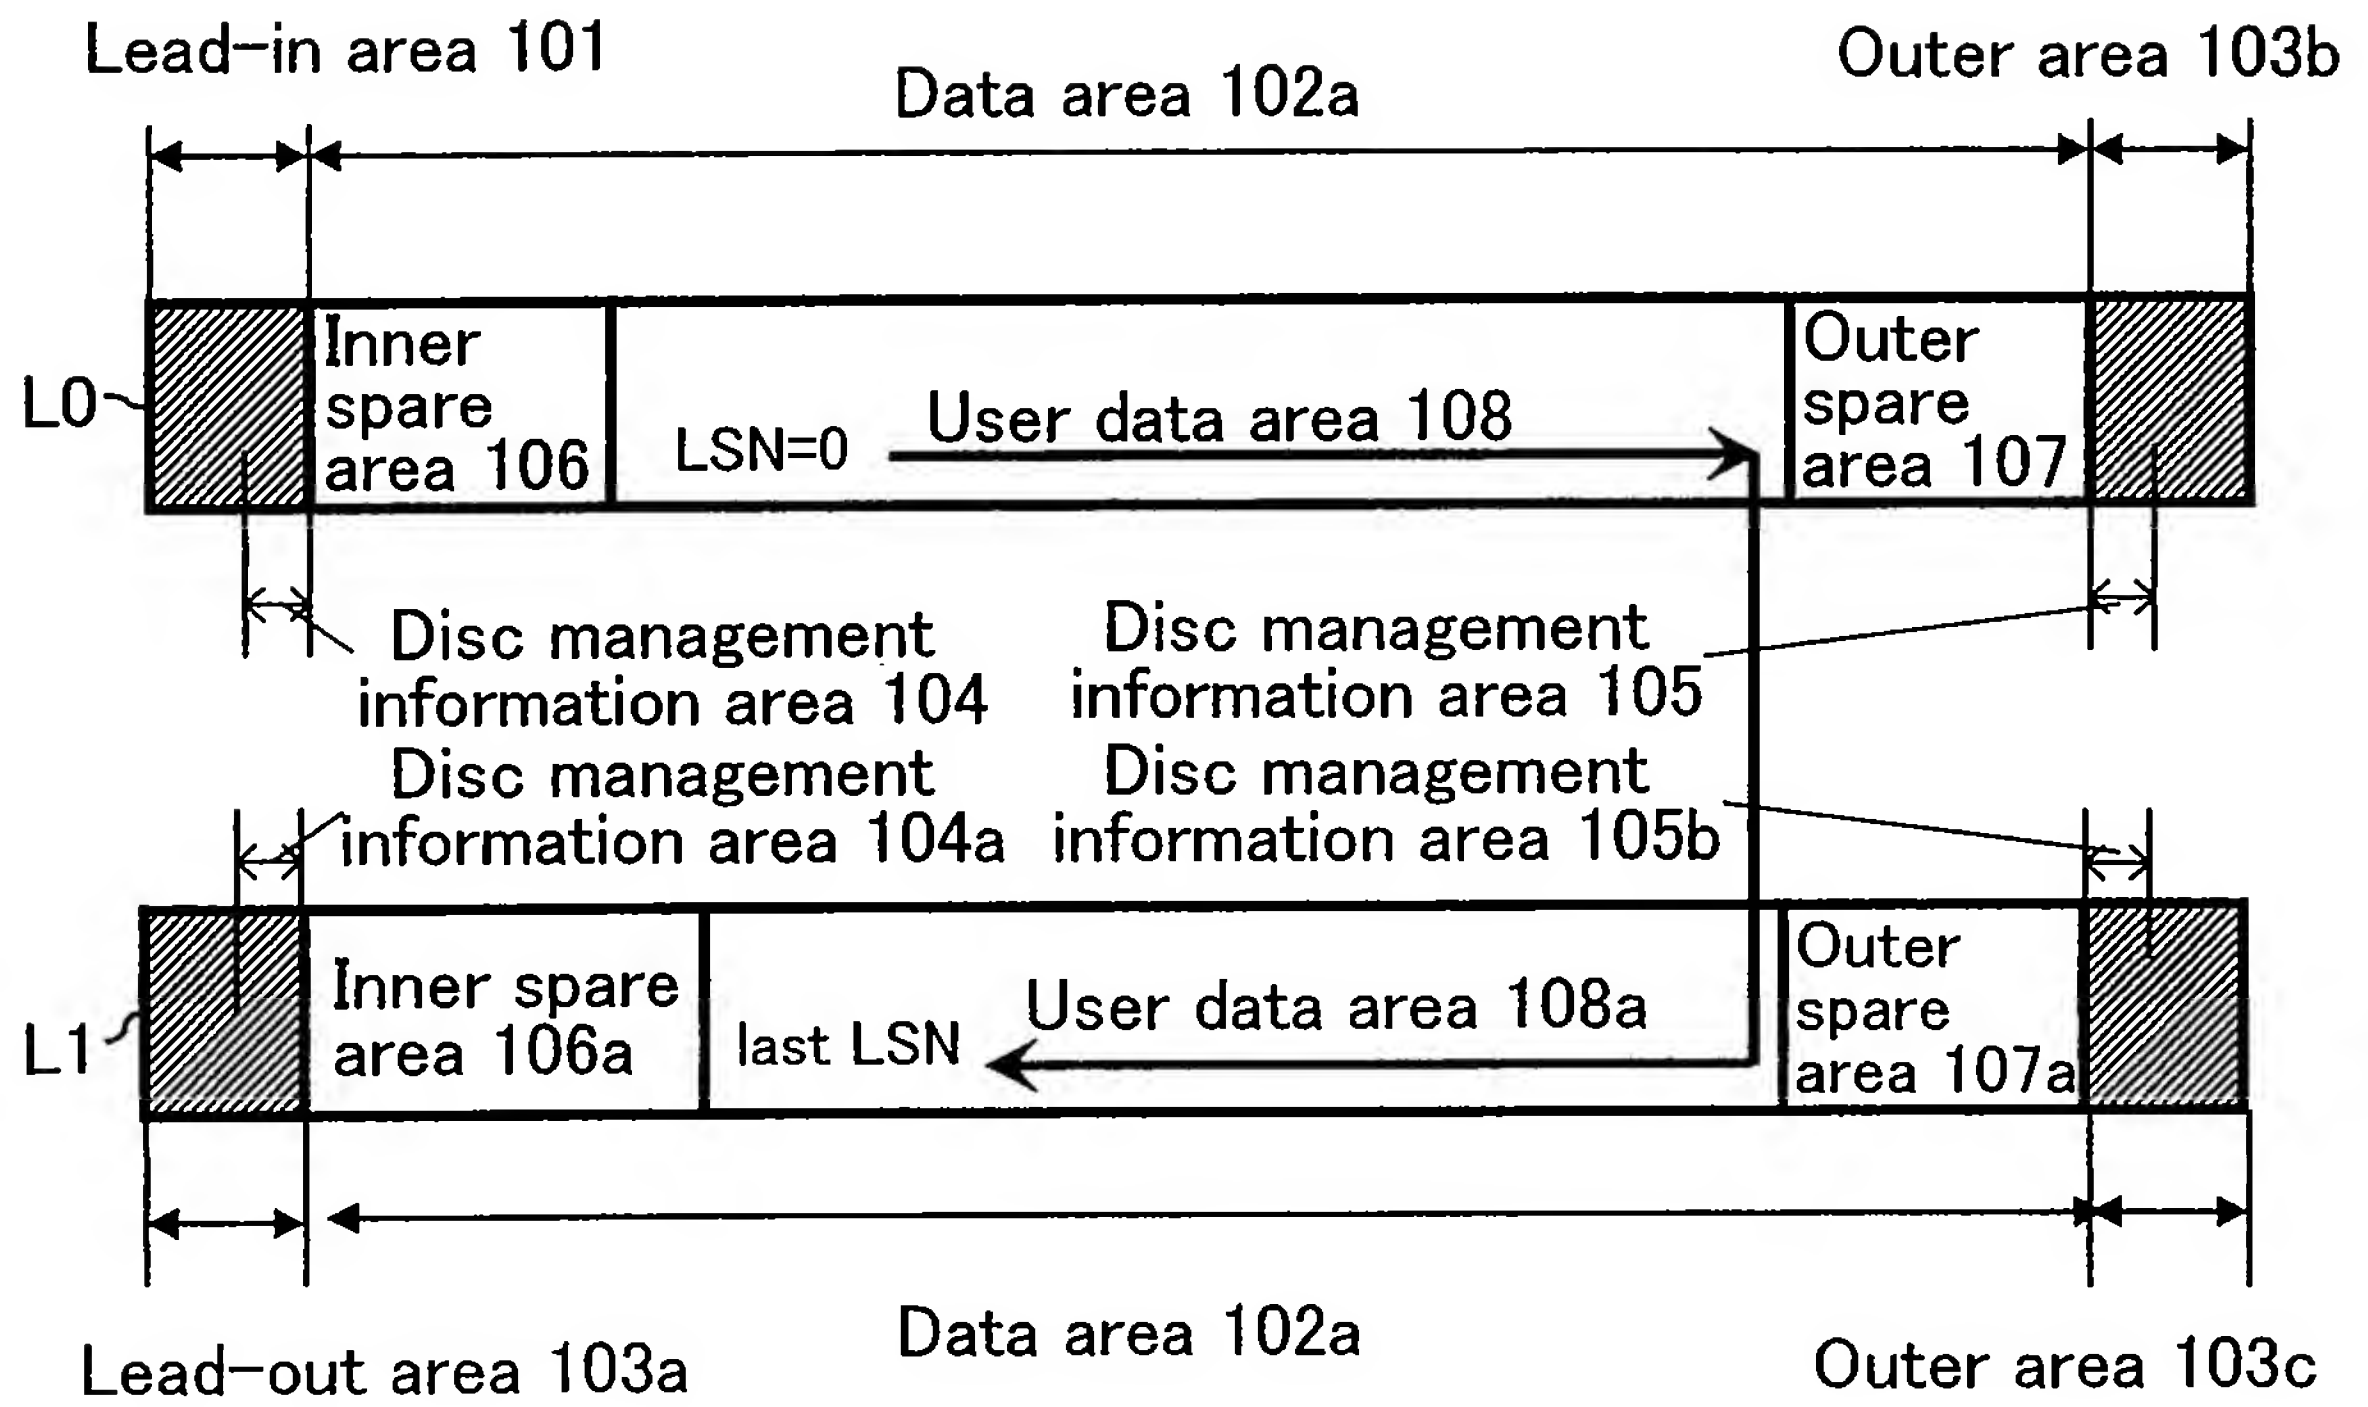 Lead-in area 101
Data area 102a
Outer area 103b
L0
Inner
spare
area 106
LSN=0
User data area 108
Outer
spare
area 107
Disc management
information area 104
Disc management
information area 105
Disc management
information area 104a
Disc management
information area 105b
L1
Inner spare
area 106a
last LSN
User data area 108a
Outer
spare
area 107a
Lead-out area 103a
Data area 102a
Outer area 103c